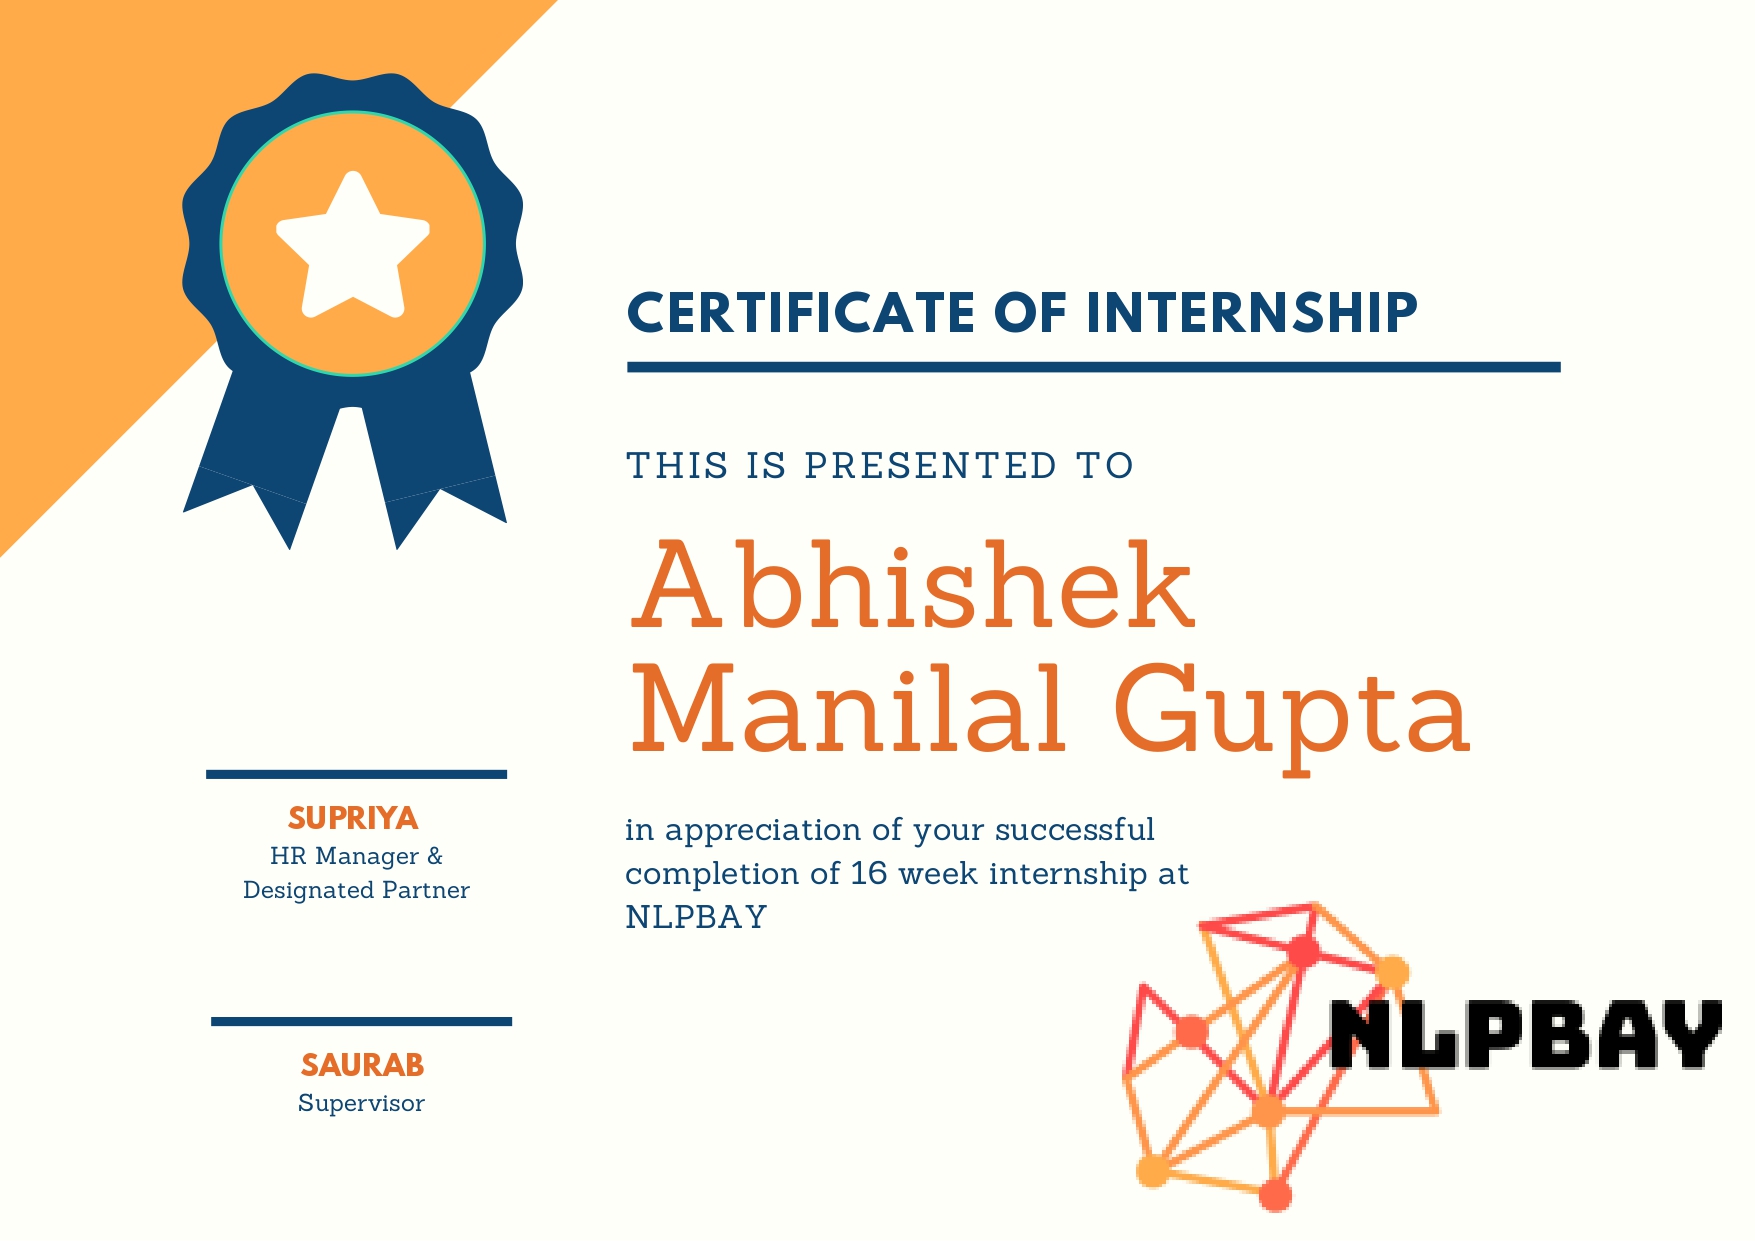 CERTIFICATE OF INTERNSHIP
THIS IS PRESENTED TO
Abhishek
Manilal Gupta
in appreciation of your successful
completion of 16 week internship at
NLPBAY
SUPRIYA
HR Manager &
Designated Partner
SAURAB
Supervisor
NLPBAY